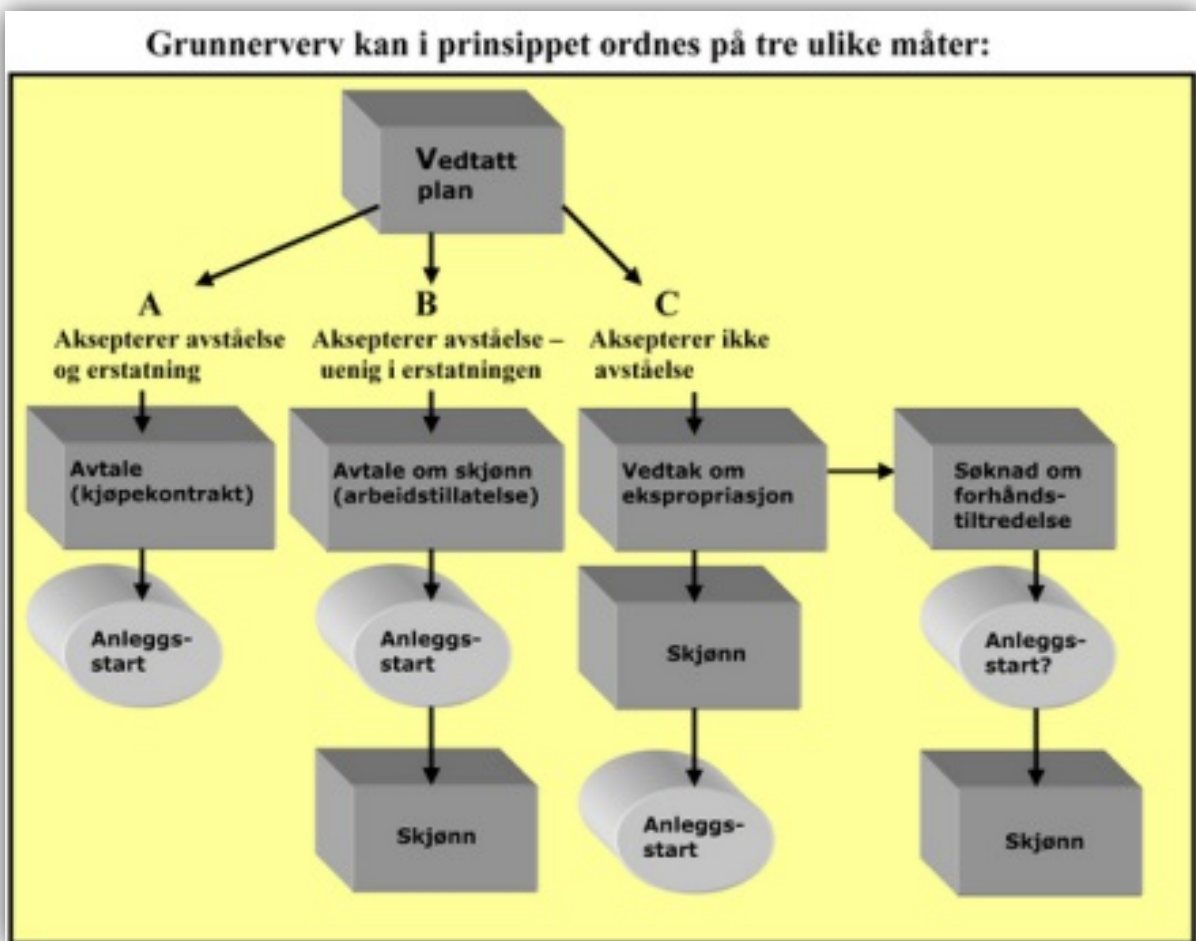 Grunnerverv kan i prinsippet ordnes på tre ulike måter:
Vedtatt
plan
A
Aksepterer avståelse
og erstatning
B
Aksepterer avståelse –
uenig i erstatningen
C
Aksepterer ikke
avståelse
Avtale
(kjøpekontrakt)
Avtale om skjønn
(arbeidstillatelse)
Vedtak om
ekspropriasjon
Søknad om
forhånds-
tiltredelse
Anleggs-
start
Anleggs-
start
Skjønn
Anleggs-
start?
Skjønn
Anleggs-
start
Skjønn